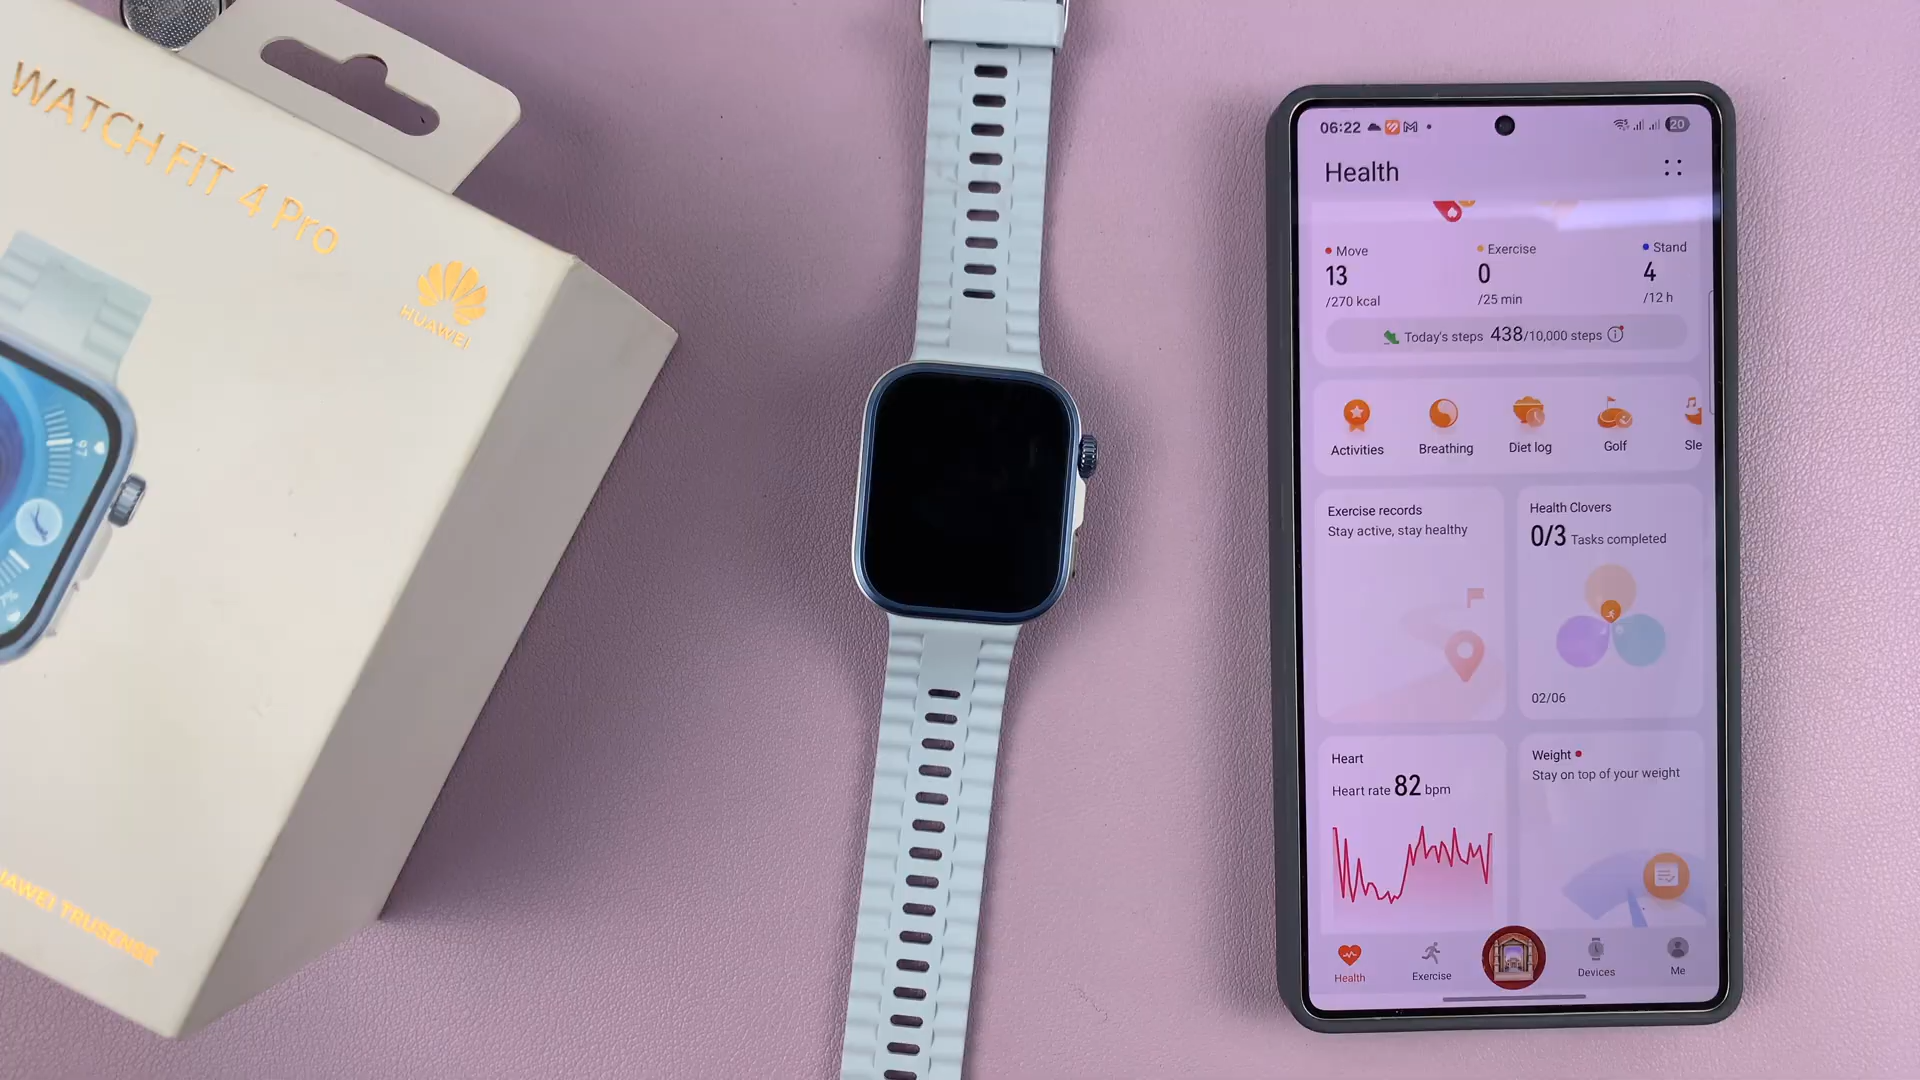 WATCH FIT 4 Pro
HUAWEI
97
HUAWEI TRUSENSE
06:22
20
Health
Move
Exercise
Stand
13
0
4
/270 kcal
/25 min
/12 h
Today's steps 438/10,000 steps
Activities
Breathing
Diet log
Golf
Sle
Exercise records
Stay active, stay healthy
Health Clovers
0/3 Tasks completed
02/06
Heart
Heart rate 82 bpm
Weight
Stay on top of your weight
Health
Exercise
Devices
Me